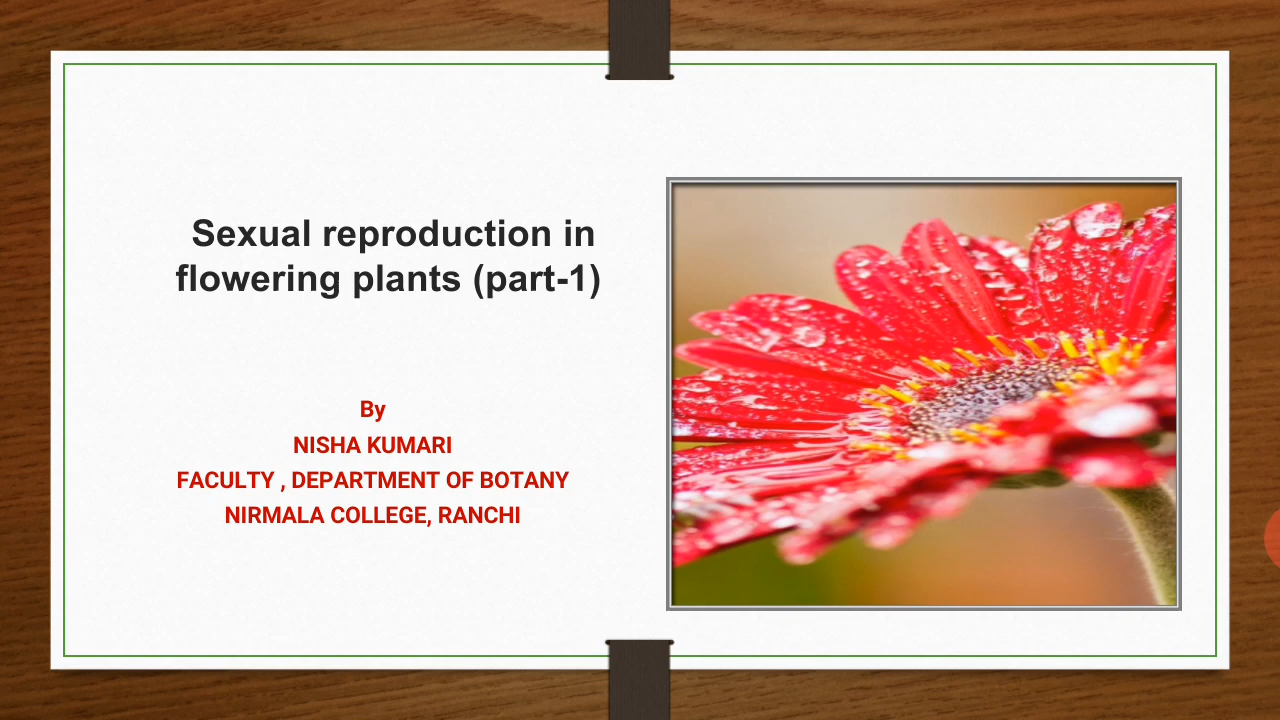 Sexual reproduction in
flowering plants (part-1)
By
NISHA KUMARI
FACULTY , DEPARTMENT OF BOTANY
NIRMALA COLLEGE, RANCHI